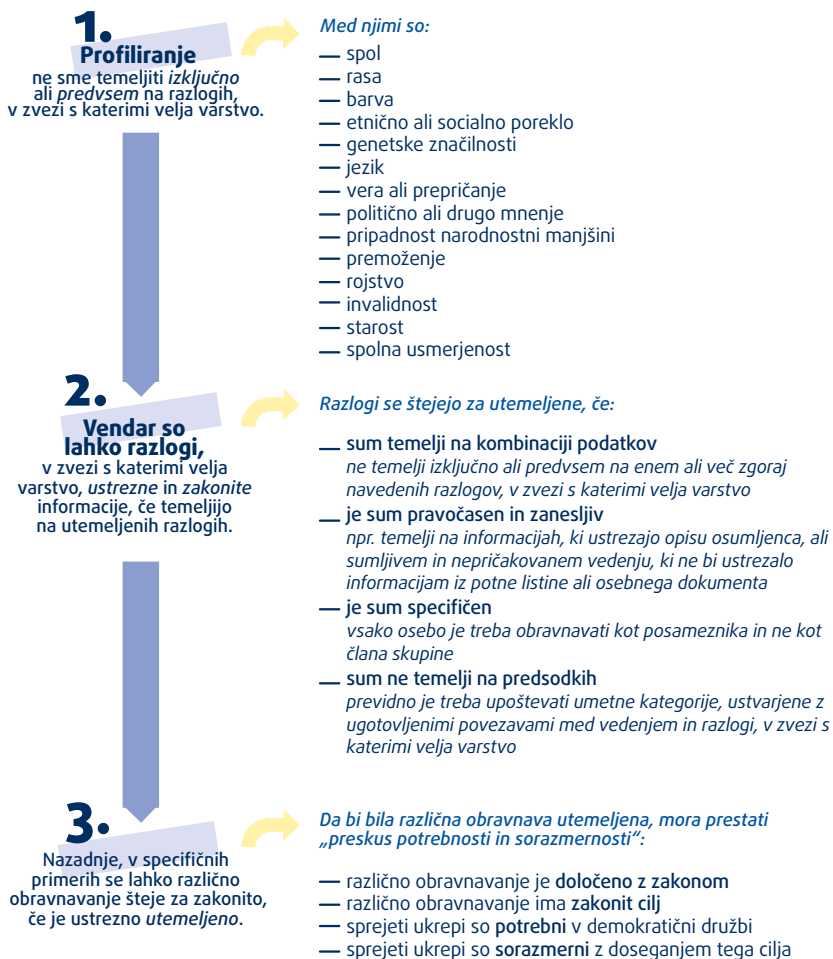 1.
Profiliranje
ne sme temeljiti izključno
ali predvsem na razlogih,
v zvezi s katerimi velja varstvo.
Med njimi so:
— spol
— rasa
— barva
— etnično ali socialno poreklo
— genetske značilnosti
— jezik
— vera ali prepričanje
— politično ali drugo mnenje
— pripadnost narodnostni manjšini
— premoženje
— rojstvo
— invalidnost
— starost
— spolna usmerjenost
2.
Vendar so
lahko razlogi,
v zvezi s katerimi velja
varstvo, ustrezne in zakonite
informacije, če temeljijo
na utemeljenih razlogih.
Razlogi se štejejo za utemeljene, če:
— sum temelji na kombinaciji podatkov
ne temelji izključno ali predvsem na enem ali več zgoraj
navedenih razlogov, v zvezi s katerimi velja varstvo
— je sum pravočasen in zanesljiv
npr. temelji na informacijah, ki ustrezajo opisu osumljenca, ali
sumljivem in nepričakovanem vedenju, ki ne bi ustrezalo
informacijam iz potne listine ali osebnega dokumenta
— je sum specifičen
vsako osebo je treba obravnavati kot posameznika in ne kot
člana skupine
— sum ne temelji na predsodkih
previdno je treba upoštevati umetne kategorije, ustvarjene z
ugotovljenimi povezavami med vedenjem in razlogi, v zvezi s
katerimi velja varstvo
3.
Nazadnje, v specifičnih
primerih se lahko različno
obravnavanje šteje za zakonito,
če je ustrezno utemeljeno.
Da bi bila različna obravnava utemeljena, mora prestati
„preskus potrebnosti in sorazmernosti“:
— različno obravnavanje je določeno z zakonom
— različno obravnavanje ima zakonit cilj
— sprejeti ukrepi so potrebni v demokratični družbi
— sprejeti ukrepi so sorazmerni z doseganjem tega cilja